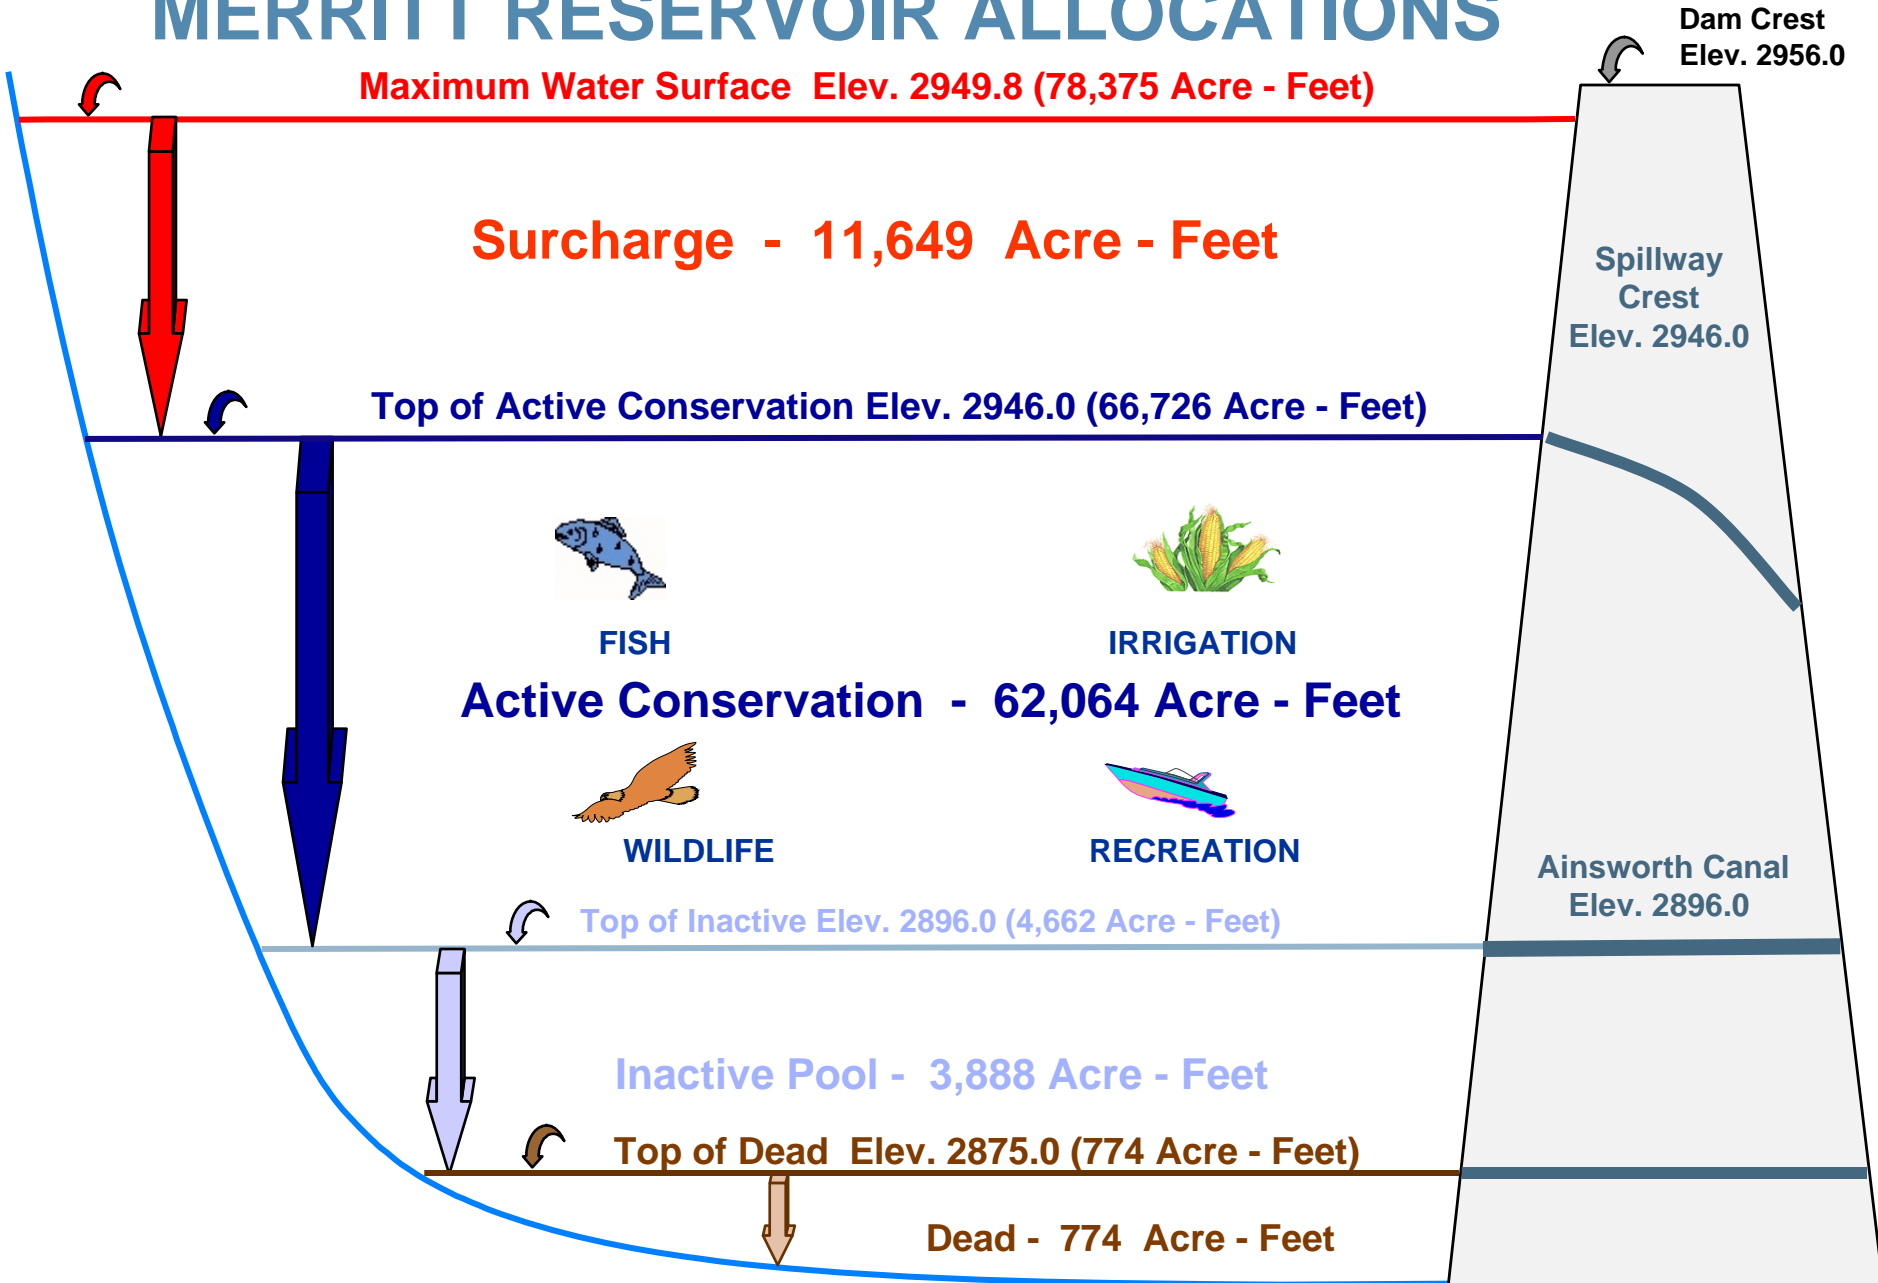 MERRITT RESERVOIR ALLOCATIONS
Dam Crest
Elev. 2956.0
Maximum Water Surface  Elev. 2949.8 (78,375 Acre - Feet)
Surcharge  -  11,649  Acre - Feet
Spillway
Crest
Elev. 2946.0
Top of Active Conservation Elev. 2946.0 (66,726 Acre - Feet)
FISH
IRRIGATION
Active Conservation  -  62,064 Acre - Feet
WILDLIFE
RECREATION
Ainsworth Canal
Elev. 2896.0
Top of Inactive Elev. 2896.0 (4,662 Acre - Feet)
Inactive Pool -  3,888 Acre - Feet
Top of Dead  Elev. 2875.0 (774 Acre - Feet)
Dead -  774  Acre - Feet